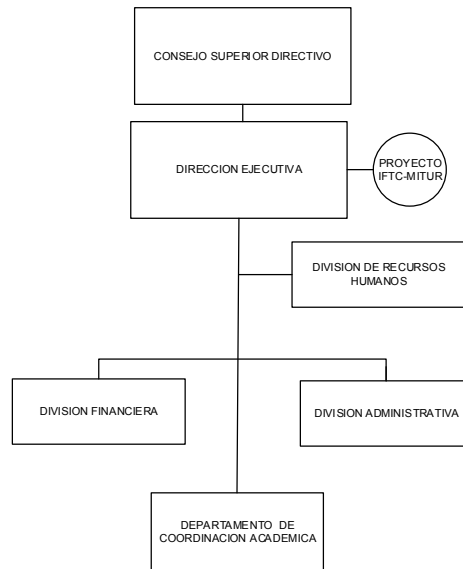 CONSEJO SUPERIOR DIRECTIVO
DIRECCION EJECUTIVA
PROYECTO
IFTC-MITUR
DIVISION DE RECURSOS
HUMANOS
DIVISION FINANCIERA
DIVISION ADMINISTRATIVA
DEPARTAMENTO DE
COORDINACION ACADEMICA